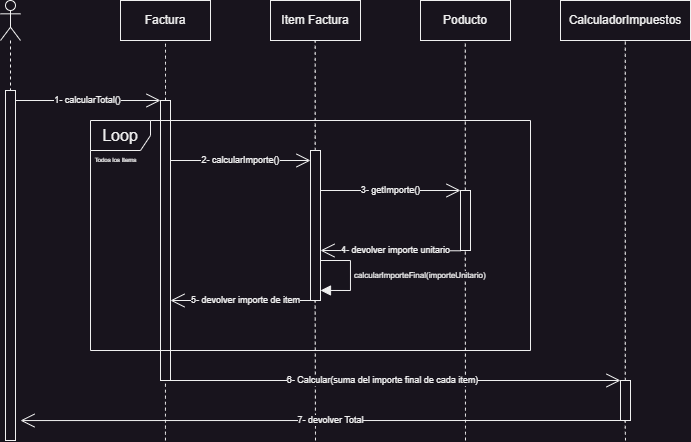 Factura
Item Factura
Poducto
CalculadorImpuestos
1- calcularTotal()
Loop
Todos los Items
2- calcularImporte()
3- getImporte()
4- devolver importe unitario
calcularImporteFinal(importeUnitario)
5- devolver importe de item
6- Calcular(suma del importe final de cada item)
7- devolver Total